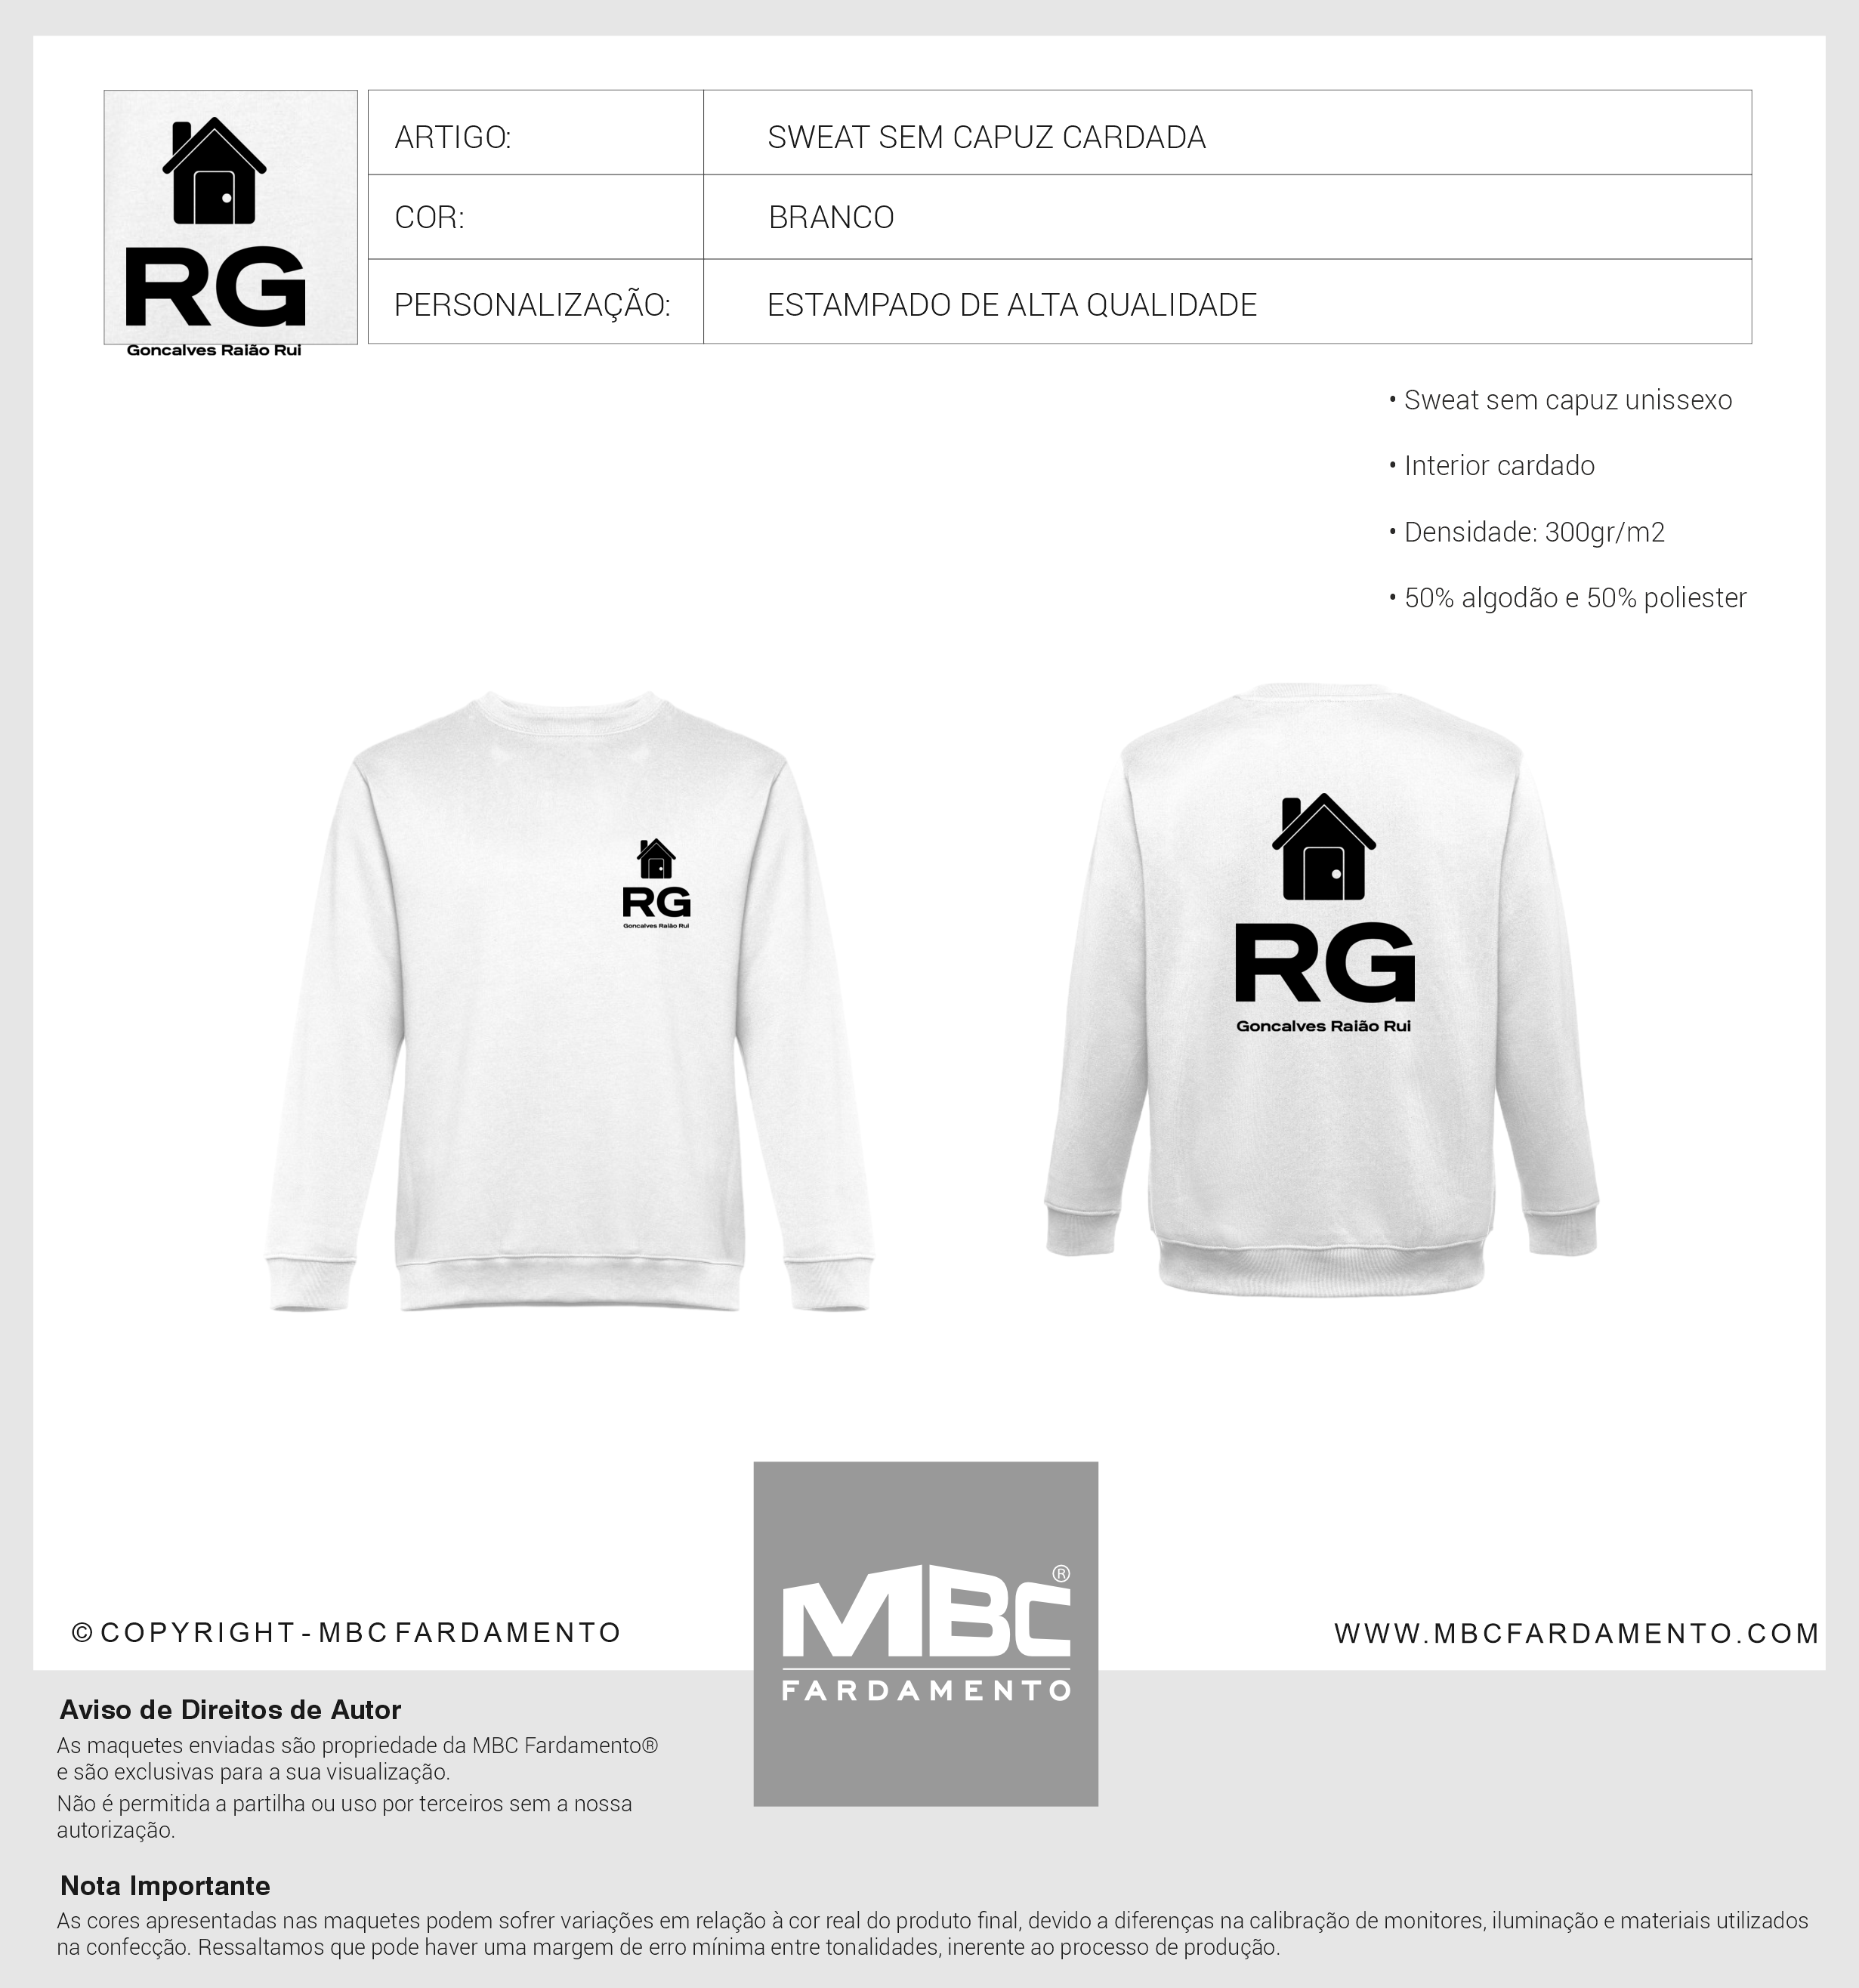 RG
Goncalves Raião Rui
ARTIGO: SWEAT SEM CAPUZ CARDADA
COR: BRANCO
PERSONALIZAÇÃO: ESTAMPADO DE ALTA QUALIDADE
• Sweat sem capuz unissexo
• Interior cardado
• Densidade: 300gr/m2
• 50% algodão e 50% poliester
RG
Goncalves Raião Rui
RG
Goncalves Raião Rui
MBC®
FARDAMENTO
© COPYRIGHT - MBC FARDAMENTO
WWW.MBCFARDAMENTO.COM
Aviso de Direitos de Autor
As maquetes enviadas são propriedade da MBC Fardamento®
e são exclusivas para a sua visualização.
Não é permitida a partilha ou uso por terceiros sem a nossa
autorização.
Nota Importante
As cores apresentadas nas maquetes podem sofrer variações em relação à cor real do produto final, devido a diferenças na calibração de monitores, iluminação e materiais utilizados
na confecção. Ressaltamos que pode haver uma margem de erro mínima entre tonalidades, inerente ao processo de produção.